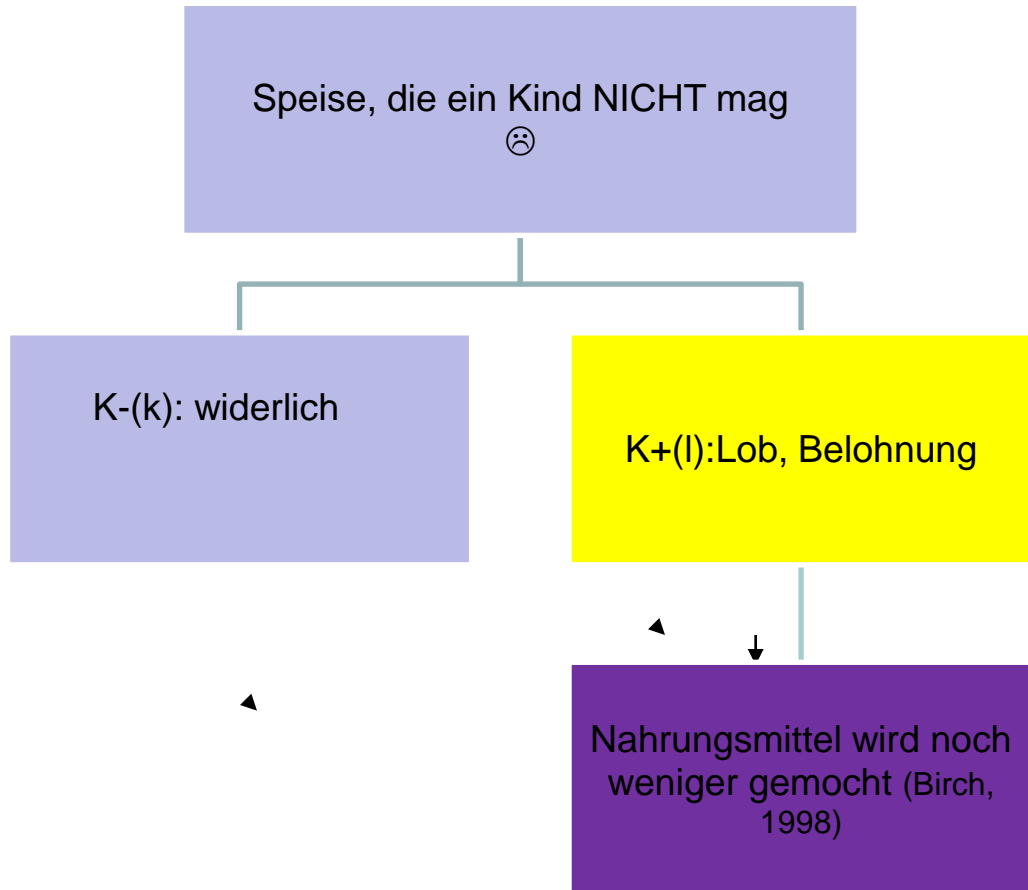 Speise, die ein Kind NICHT mag
☹
K-(k): widerlich
K+(l):Lob, Belohnung
Nahrungsmittel wird noch
weniger gemocht (Birch,
1998)